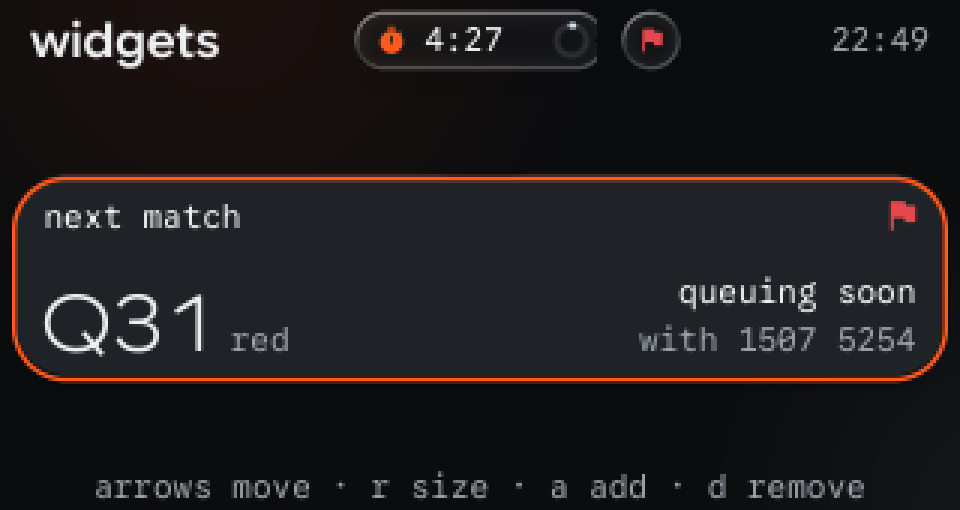 widgets
4:27
22:49
next match
Q31 red
queuing soon
with 1507 5254
arrows move · r size · a add · d remove